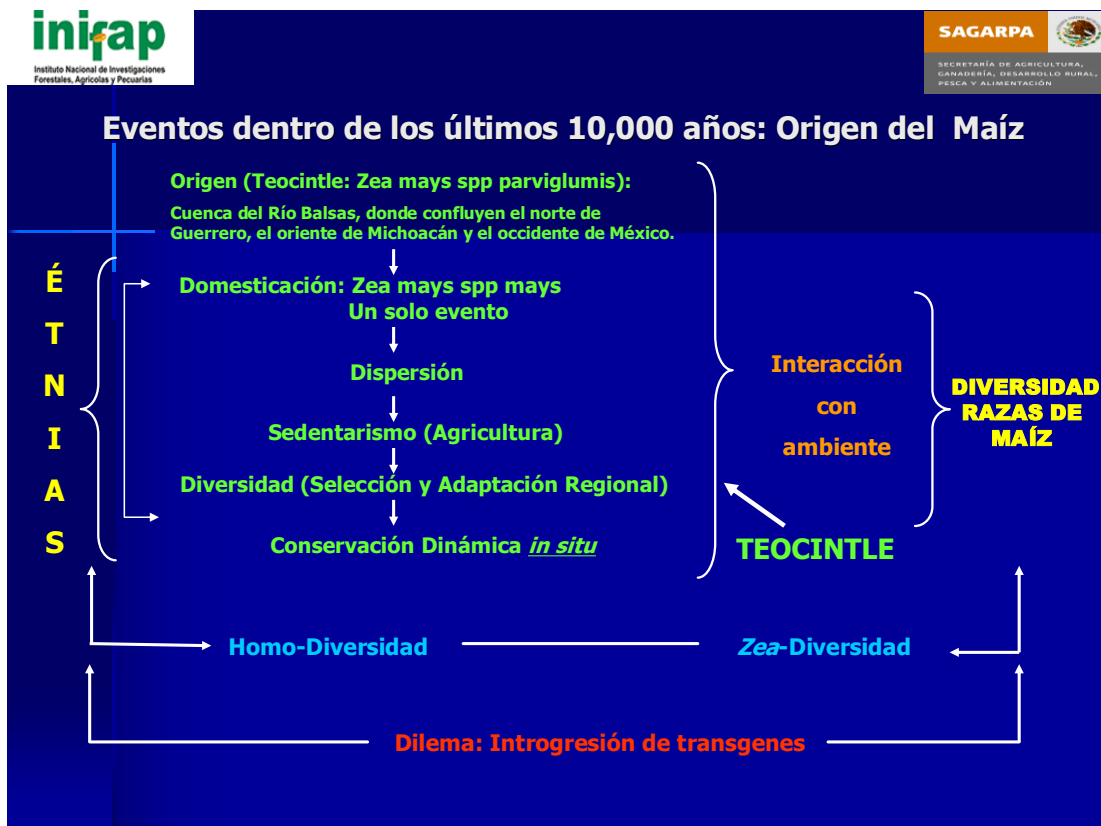 inifap
Instituto Nacional de Investigaciones
Forestales, Agrícolas y Pecuarias
SAGARPA
SECRETARÍA DE AGRICULTURA,
GANADERÍA, DESARROLLO RURAL,
PESCA Y ALIMENTACIÓN
Eventos dentro de los últimos 10,000 años: Origen del Maíz
Origen (Teocintle: Zea mays spp parviglumis):
Cuenca del Río Balsas, donde confluyen el norte de
Guerrero, el oriente de Michoacán y el occidente de México.
É
T
N
I
A
S
Domesticación: Zea mays spp mays
Un solo evento
Dispersión
Sedentarismo (Agricultura)
Diversidad (Selección y Adaptación Regional)
Conservación Dinámica in situ
Interacción
con
ambiente
TEOCINTLE
DIVERSIDAD
RAZAS DE
MAÍZ
Homo-Diversidad
Zea-Diversidad
Dilema: Introgresión de transgenes